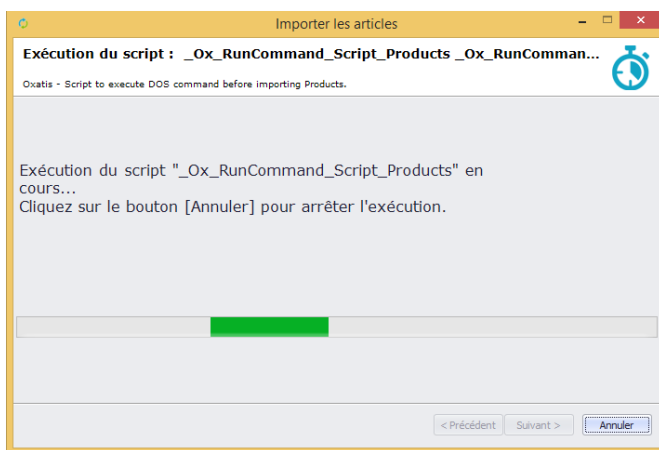 Importer les articles
Exécution du script : _Ox_RunCommand_Script_Products _Ox_RunComman...
Oxatis - Script to execute DOS command before importing Products.
Exécution du script "_Ox_RunCommand_Script_Products" en
cours...
Cliquez sur le bouton [Annuler] pour arrêter l'exécution.
< Précédent Suivant > Annuler